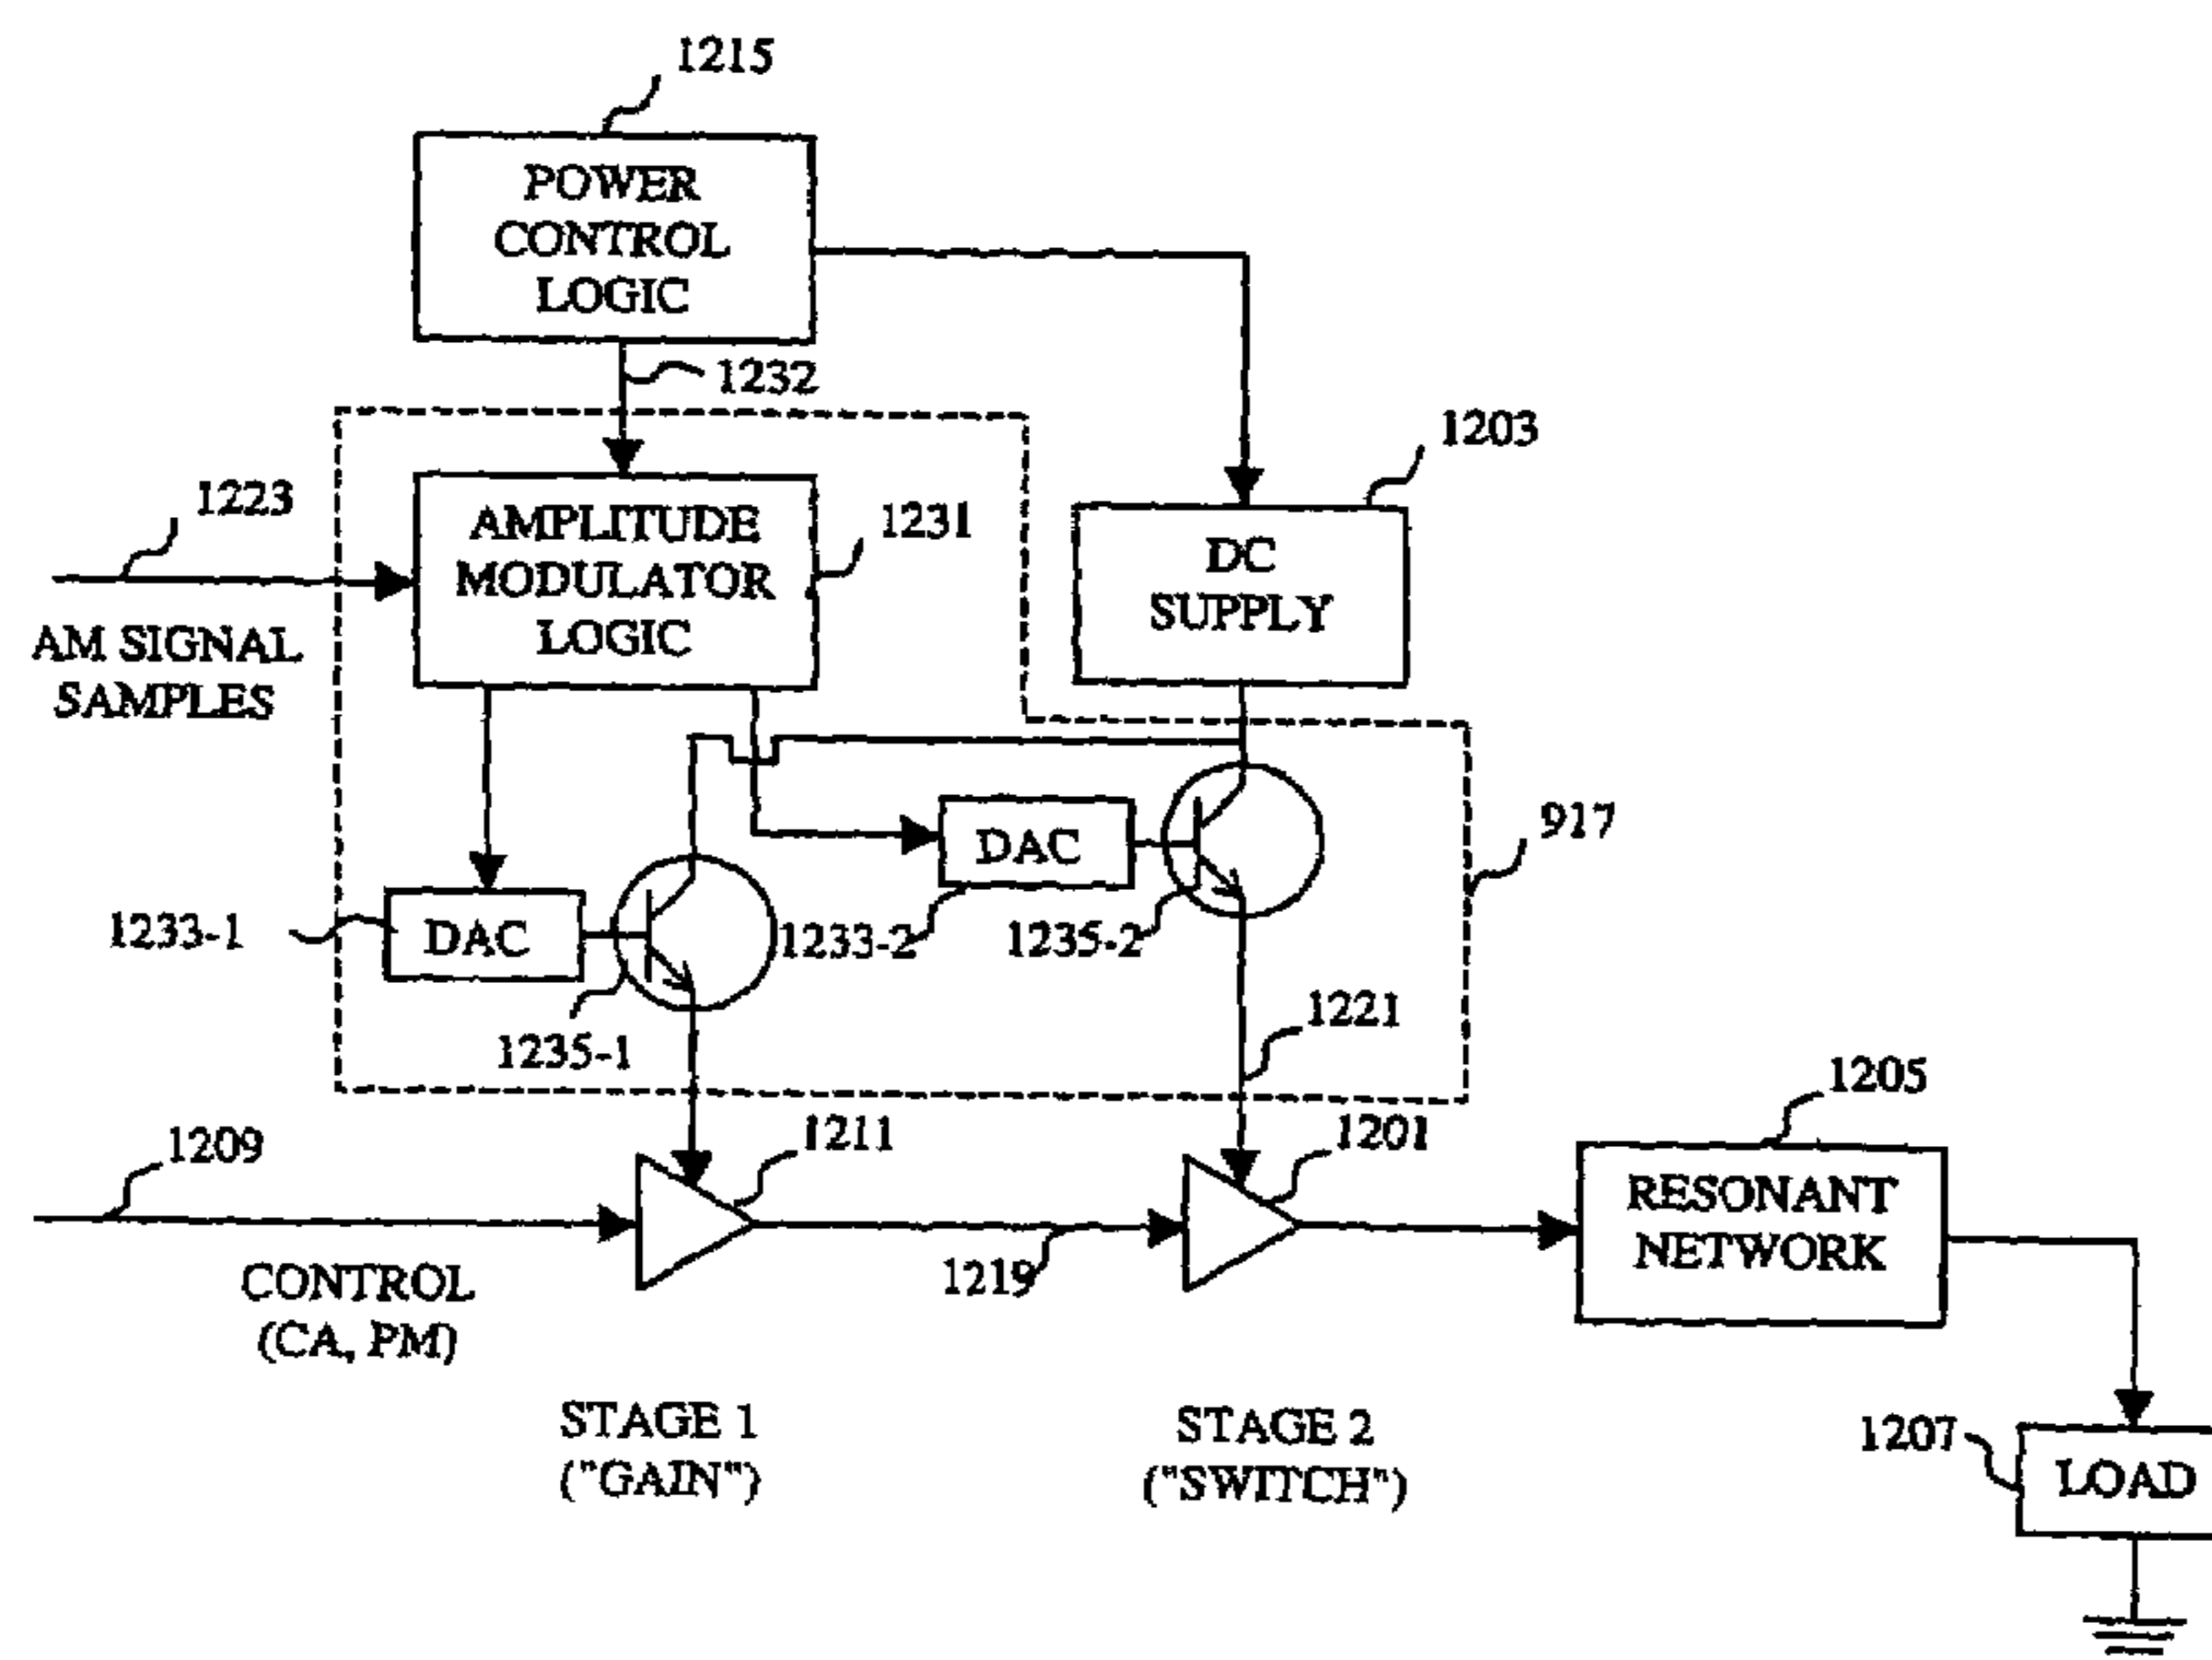 1215
POWER
CONTROL
LOGIC
1232
1203
1223
AMPLITUDE
MODULATOR
LOGIC
1231
DC
SUPPLY
AM SIGNAL
SAMPLES
917
DAC
1233-1
DAC
1233-2
1235-2
1235-1
1221
1205
1209
1211
1201
RESONANT
NETWORK
1219
CONTROL
(CA, PM)
STAGE 1
("GAIN")
STAGE 2
("SWITCH")
1207
LOAD